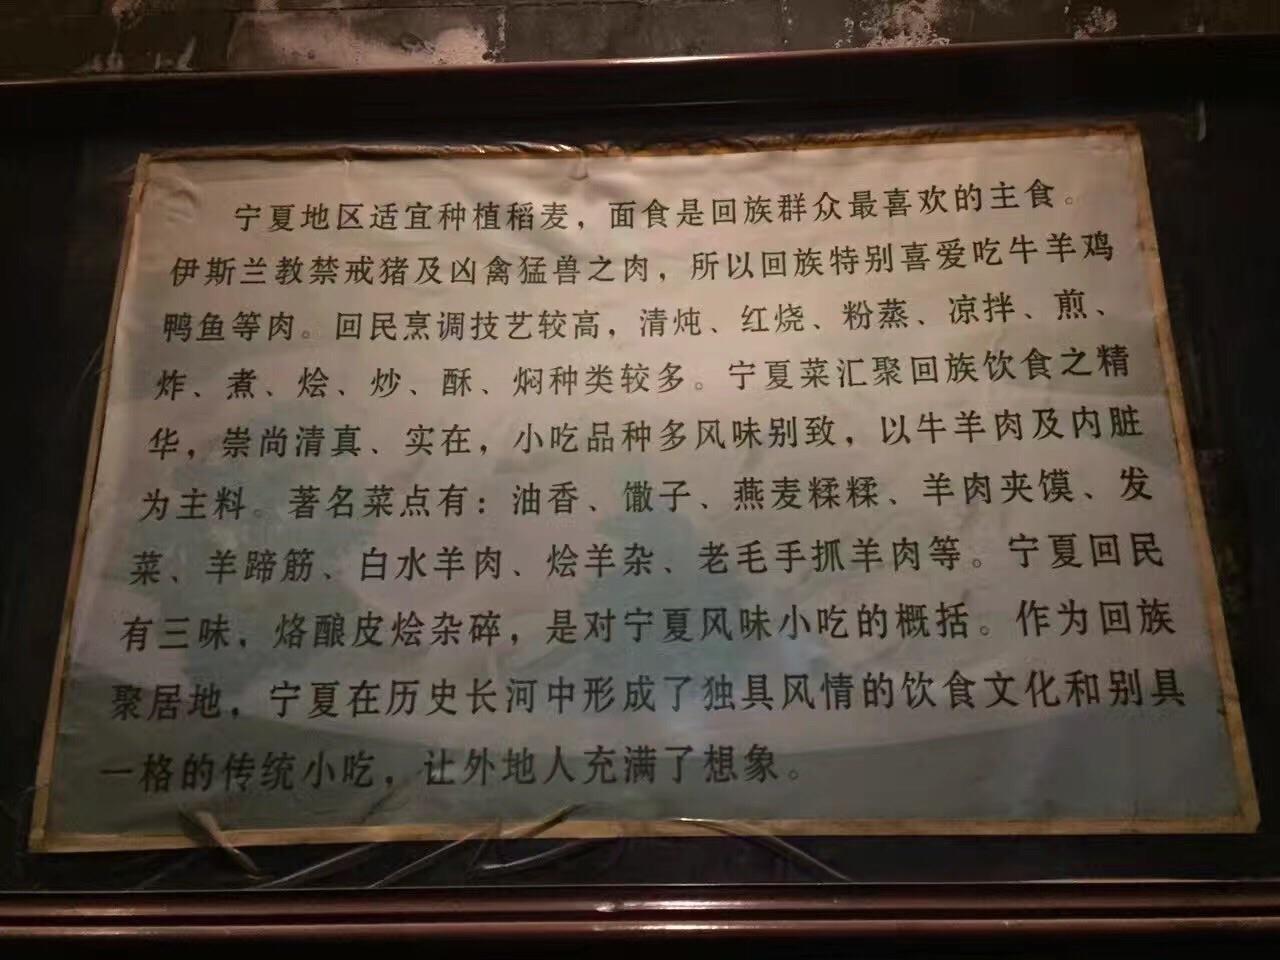 宁夏地区适宜种植稻麦，面食是回族群众最喜欢的主食。
伊斯兰教禁戒猪及凶禽猛兽之肉，所以回族特别喜爱吃牛羊鸡
鸭鱼等肉。回民烹调技艺较高，清炖、红烧、粉蒸、凉拌、煎、
炸、煮、烩、炒、酥、焖种类较多。宁夏菜汇聚回族饮食之精
华，崇尚清真、实在，小吃品种多风味别致，以牛羊肉及内脏
为主料。著名菜点有：油香、馓子、燕麦糅糅、羊肉夹馍、发
菜、羊蹄筋、白水羊肉、烩羊杂、老毛手抓羊肉等。宁夏回民
有三味，烙酿皮烩杂碎，是对宁夏风味小吃的概括。作为回族
聚居地，宁夏在历史长河中形成了独具风情的饮食文化和别具
一格的传统小吃，让外地人充满了想象。